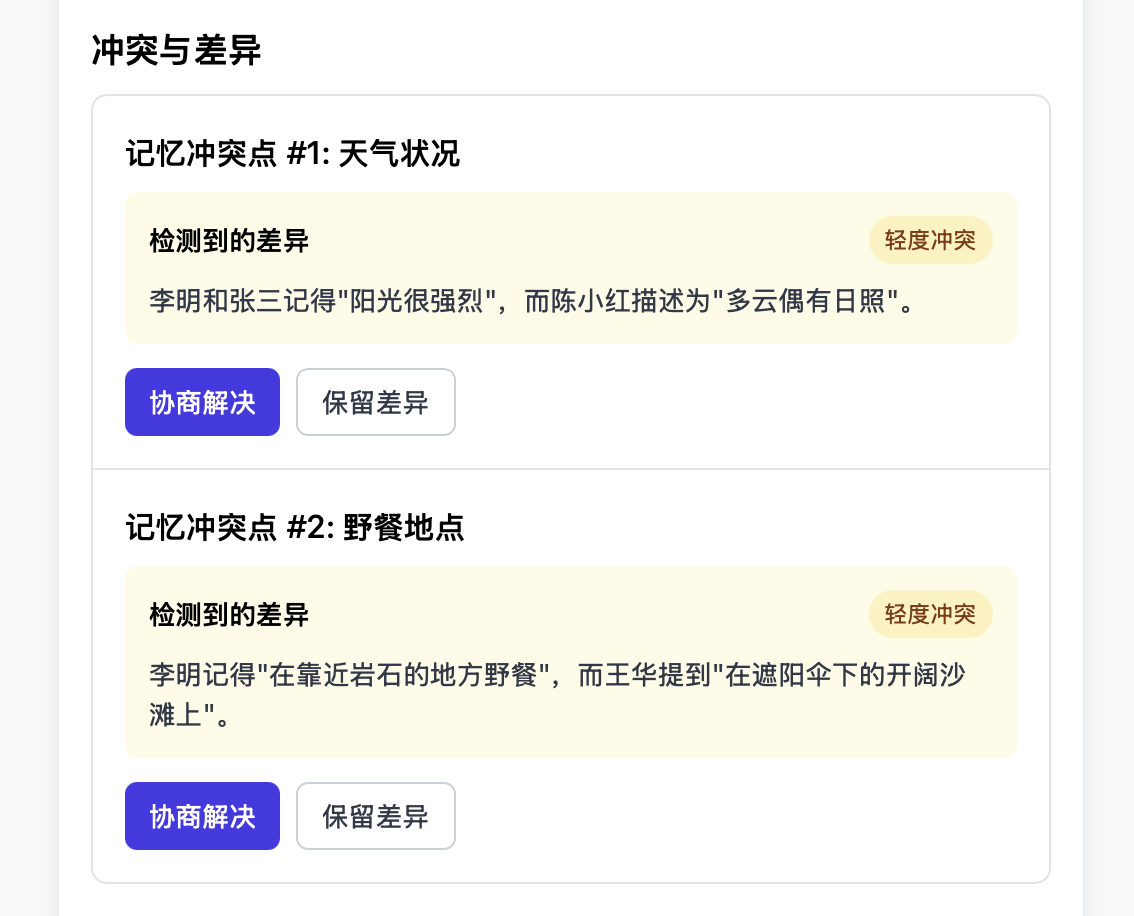 冲突与差异
记忆冲突点 #1: 天气状况
检测到的差异
轻度冲突
李明和张三记得"阳光很强烈"，而陈小红描述为"多云偶有日照"。
协商解决
保留差异
记忆冲突点 #2: 野餐地点
检测到的差异
轻度冲突
李明记得"在靠近岩石的地方野餐"，而王华提到"在遮阳伞下的开阔沙
滩上"。
协商解决
保留差异